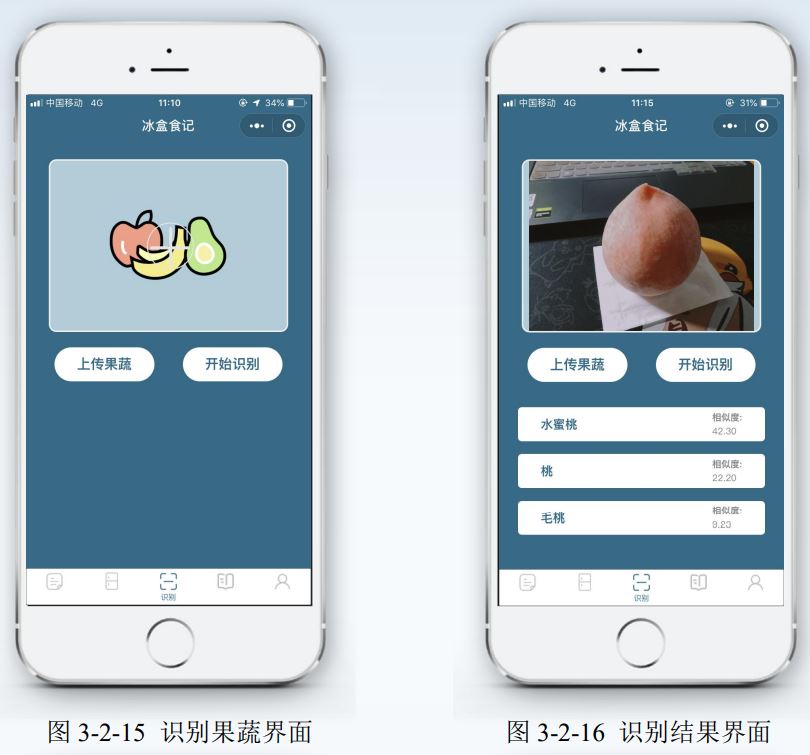 中国移动 4G 11:10 34%
冰盒食记
上传果蔬 开始识别
识别
图 3-2-15 识别果蔬界面
中国移动 4G 11:15 31%
冰盒食记
上传果蔬 开始识别
水蜜桃 相似度:
42.30
桃 相似度:
22.20
毛桃 相似度:
9.23
识别
图 3-2-16 识别结果界面